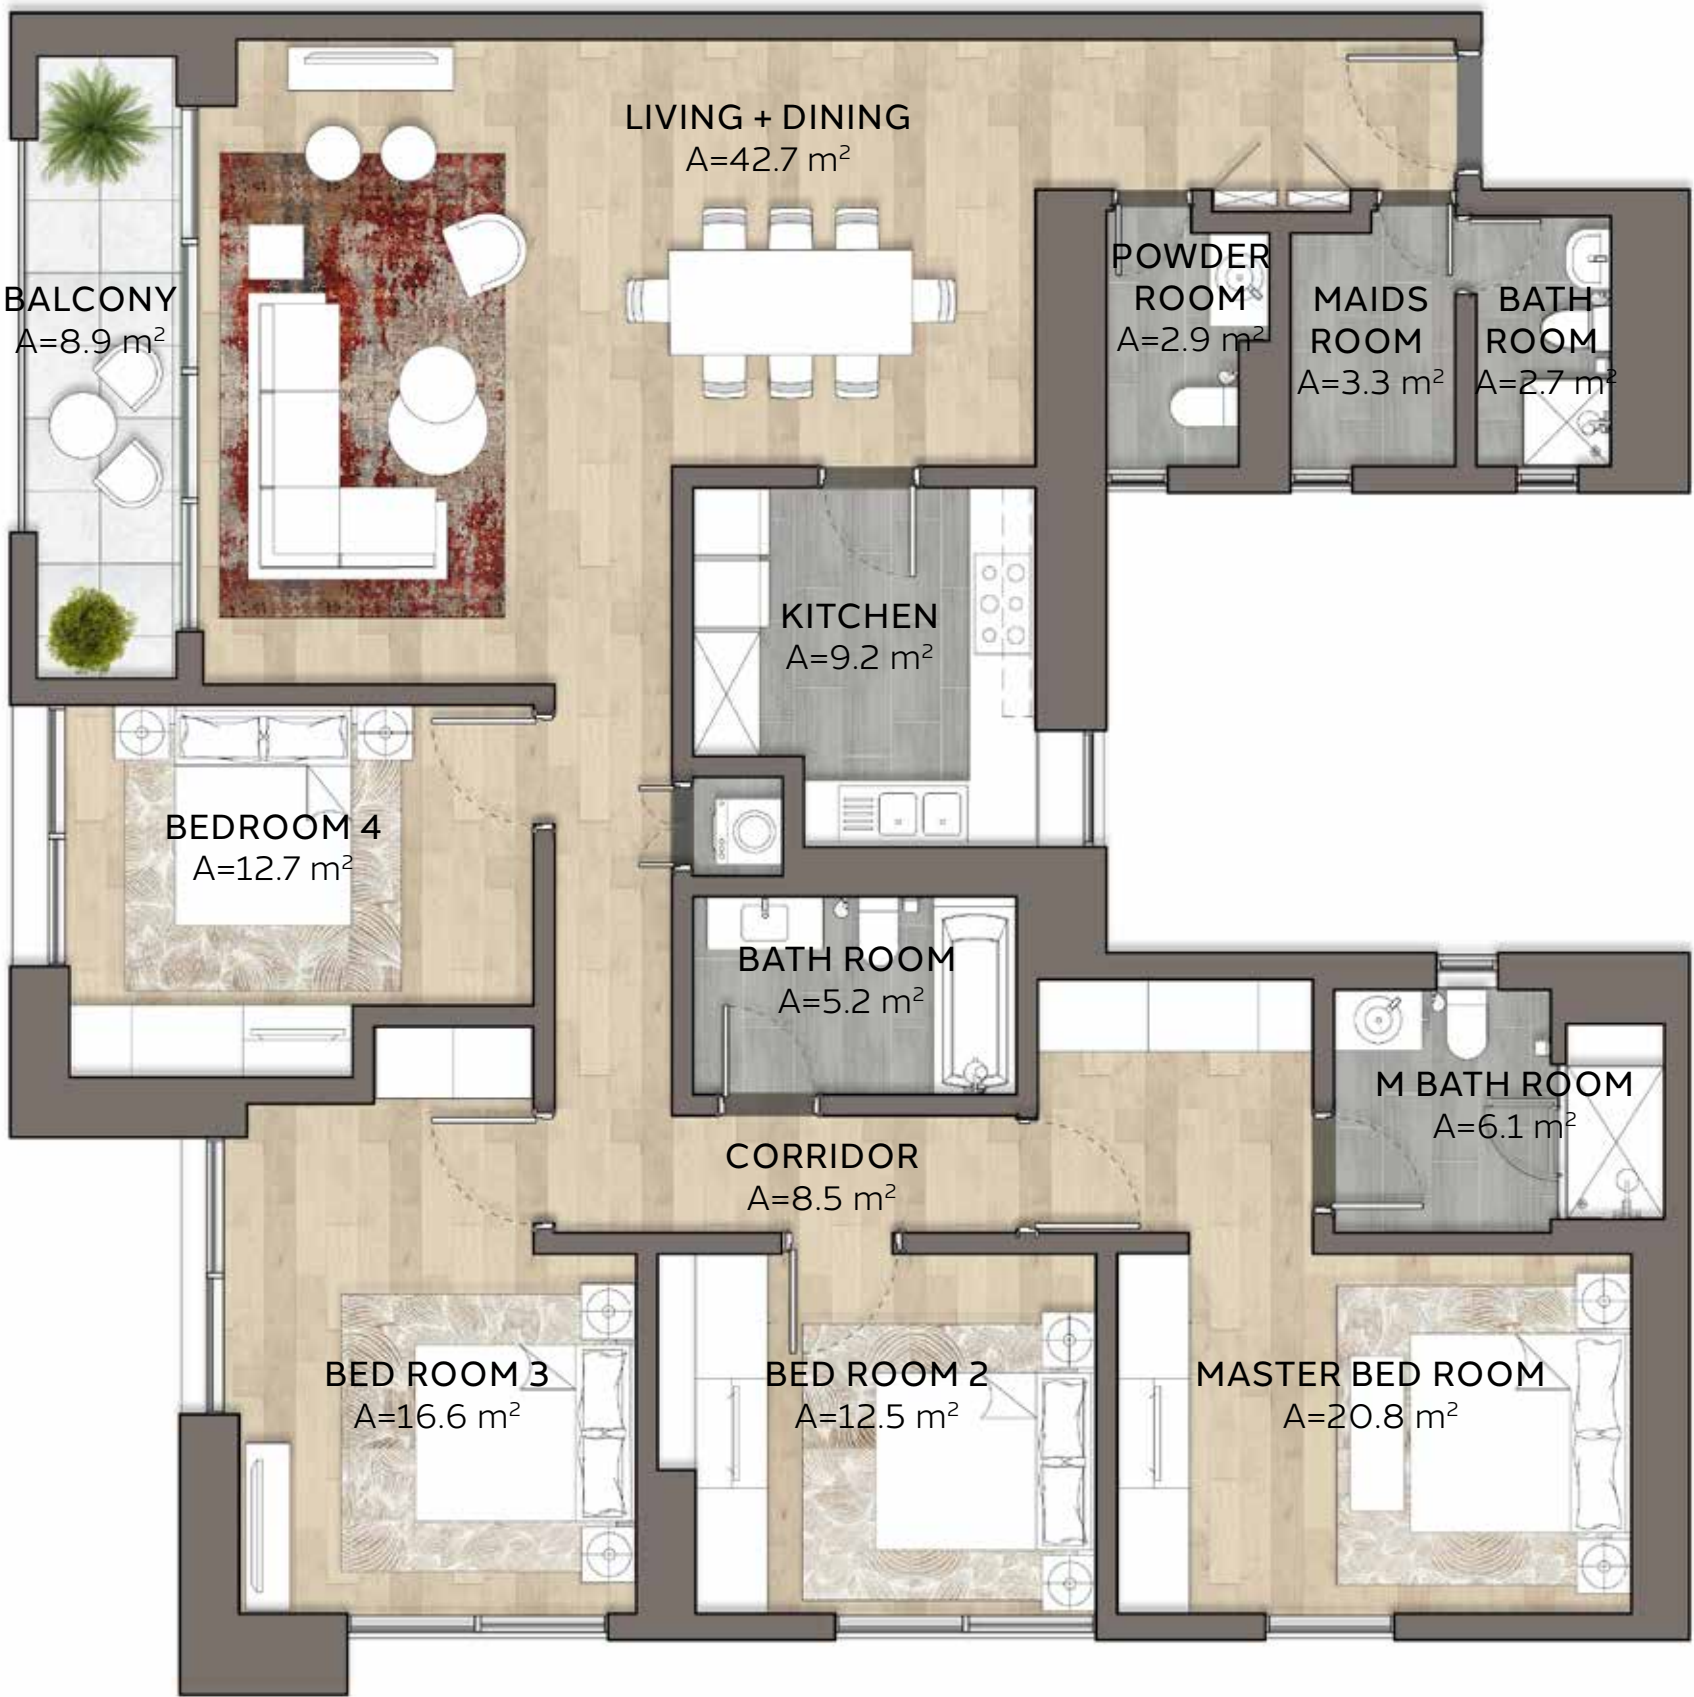 LIVING + DINING
A=42.7 m²
POWDER
ROOM
A=2.9 m²
MAIDS
ROOM
A=3.3 m²
BATH
ROOM
A=2.7 m²
BALCONY
A=8.9 m²
KITCHEN
A=9.2 m²
BEDROOM 4
A=12.7 m²
BATH ROOM
A=5.2 m²
M BATH ROOM
A=6.1 m²
CORRIDOR
A=8.5 m²
BED ROOM 3
A=16.6 m²
BED ROOM 2
A=12.5 m²
MASTER BED ROOM
A=20.8 m²